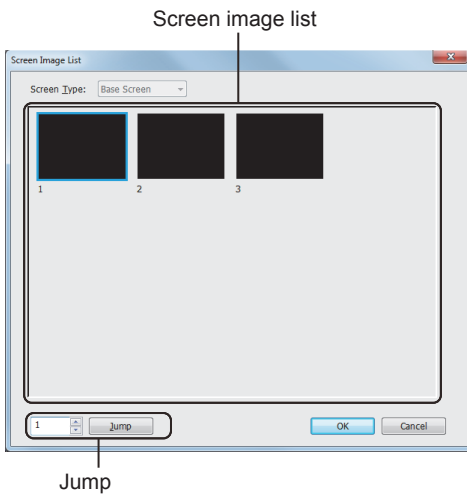 Screen image list
Screen Image List
Screen Type: Base Screen
1 2 3
1 Jump OK Cancel
Jump